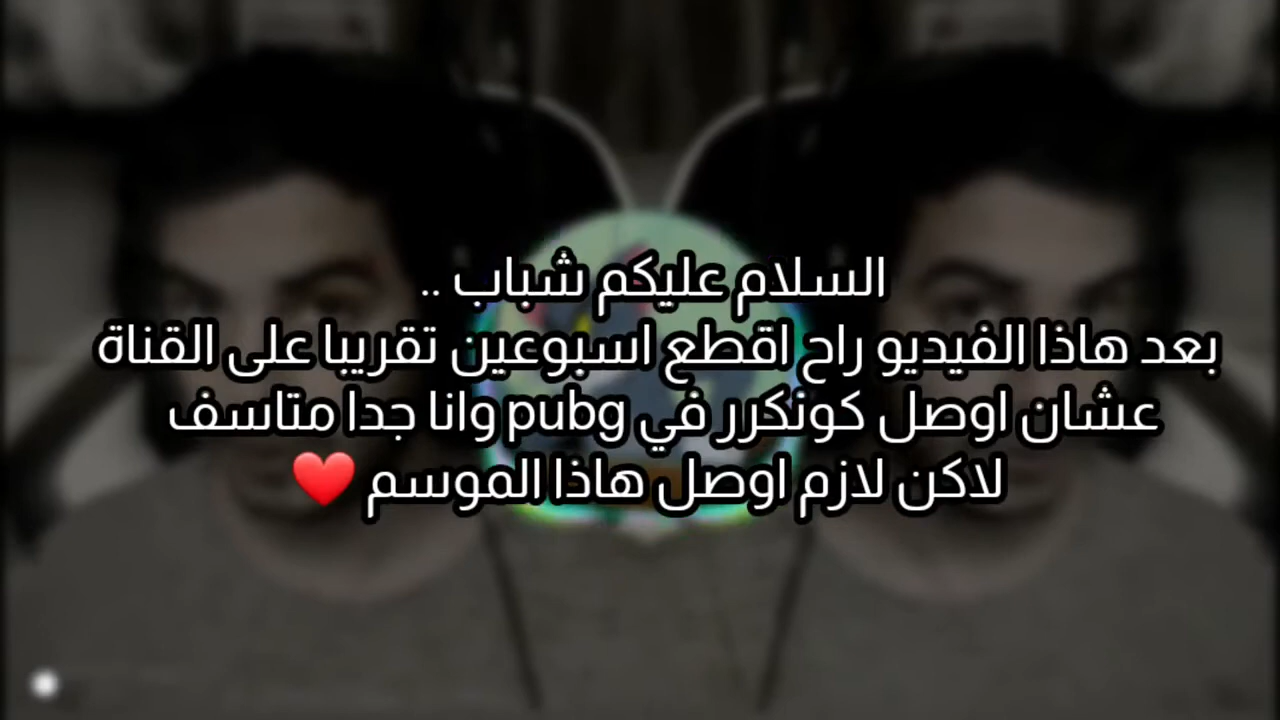 السلام عليكم شباب ..
بعد هاذا الفيديو راح اقطع اسبوعين تقريبا على القناة
عشان اوصل كونكرر في pubg وانا جدا متاسف
لاكن لازم اوصل هاذا الموسم ❤️